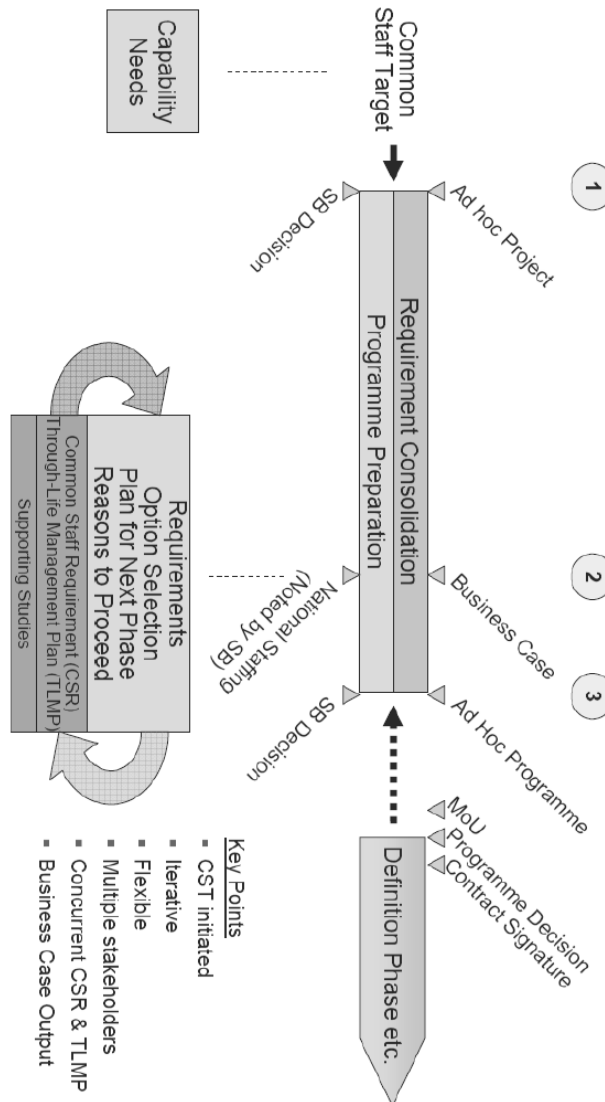 1
2
3
Ad hoc Project
Business Case
Ad Hoc Programme
MoU
Programme Decision
Contract Signature
Common
Staff Target
Requirement Consolidation
Programme Preparation
Definition Phase etc.
SB Decision
National Staffing
(Noted by SB)
SB Decision
Capability
Needs
Requirements
Option Selection
Plan for Next Phase
Reasons to Proceed
Common Staff Requirement (CSR)
Through-Life Management Plan (TLMP)
Supporting Studies
Key Points
▪ CST initiated
▪ Iterative
▪ Flexible
▪ Multiple stakeholders
▪ Concurrent CSR & TLMP
▪ Business Case Output